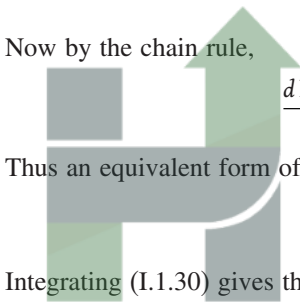 Now by the chain rule,
d
Thus an equivalent form of
Integrating (I.1.30) gives th